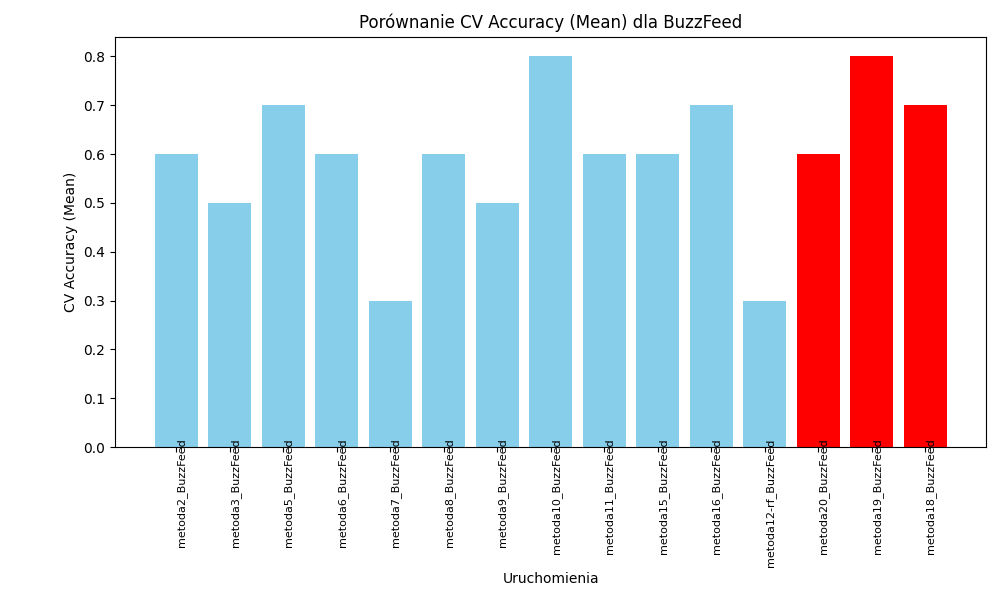 Porównanie CV Accuracy (Mean) dla BuzzFeed
CV Accuracy (Mean)
0.8
0.7
0.6
0.5
0.4
0.3
0.2
0.1
0.0
metoda2_BuzzFeed
metoda3_BuzzFeed
metoda5_BuzzFeed
metoda6_BuzzFeed
metoda7_BuzzFeed
metoda8_BuzzFeed
metoda9_BuzzFeed
metoda10_BuzzFeed
metoda11_BuzzFeed
metoda15_BuzzFeed
metoda16_BuzzFeed
metoda12-rf_BuzzFeed
metoda20_BuzzFeed
metoda19_BuzzFeed
metoda18_BuzzFeed
Uruchomienia